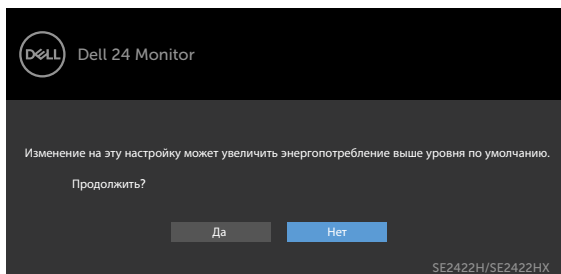 DELL
Dell 24 Monitor
Изменение на эту настройку может увеличить энергопотребление выше уровня по умолчанию.
Продолжить?
Да
Нет
SE2422H/SE2422HX